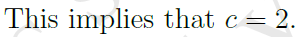 This implies that c = 2.